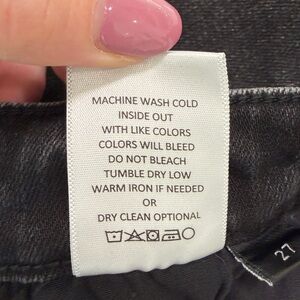 MACHINE WASH COLD
INSIDE OUT
WITH LIKE COLORS
COLORS WILL BLEED
DO NOT BLEACH
TUMBLE DRY LOW
WARM IRON IF NEEDED
OR
DRY CLEAN OPTIONAL
27